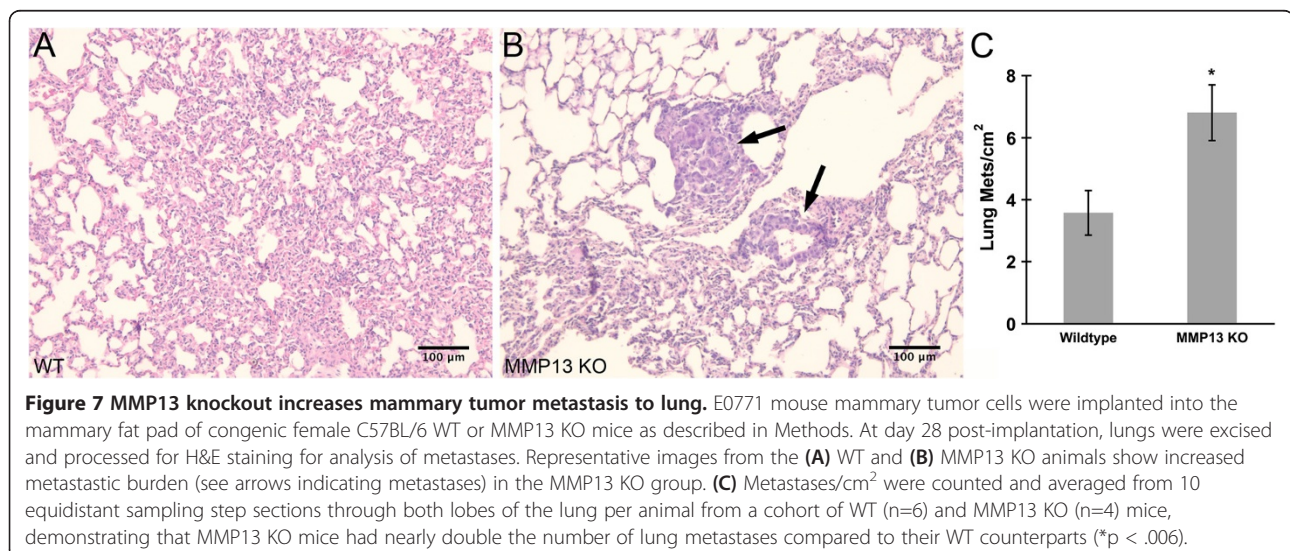 A
B
C
WT
100 µm
MMP13 KO
100 µm
Lung Mets/cm²
8
6
4
2
0
*
Wildtype
MMP13 KO
Figure 7 MMP13 knockout increases mammary tumor metastasis to lung. E0771 mouse mammary tumor cells were implanted into the
mammary fat pad of congenic female C57BL/6 WT or MMP13 KO mice as described in Methods. At day 28 post-implantation, lungs were excised
and processed for H&E staining for analysis of metastases. Representative images from the (A) WT and (B) MMP13 KO animals show increased
metastastic burden (see arrows indicating metastases) in the MMP13 KO group. (C) Metastases/cm² were counted and averaged from 10
equidistant sampling step sections through both lobes of the lung per animal from a cohort of WT (n=6) and MMP13 KO (n=4) mice,
demonstrating that MMP13 KO mice had nearly double the number of lung metastases compared to their WT counterparts (*p < .006).